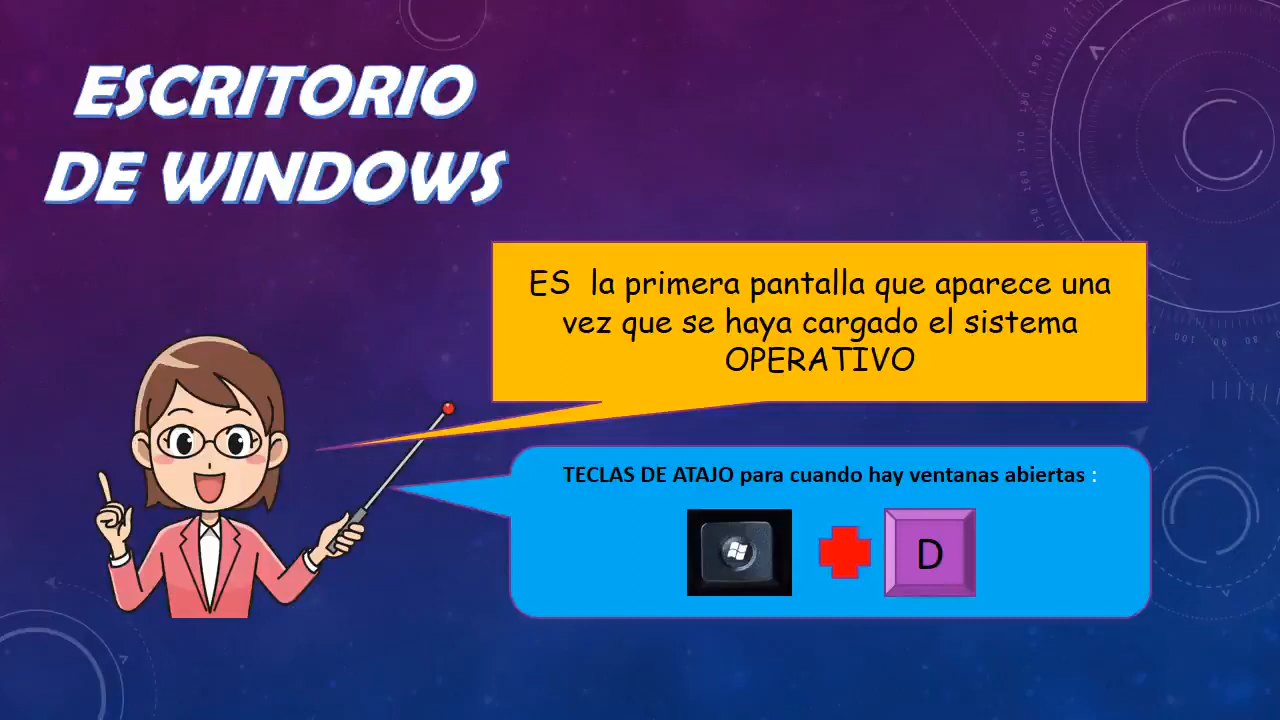 ESCRITORIO
DE WINDOWS
ES la primera pantalla que aparece una
vez que se haya cargado el sistema
OPERATIVO
TECLAS DE ATAJO para cuando hay ventanas abiertas :
D